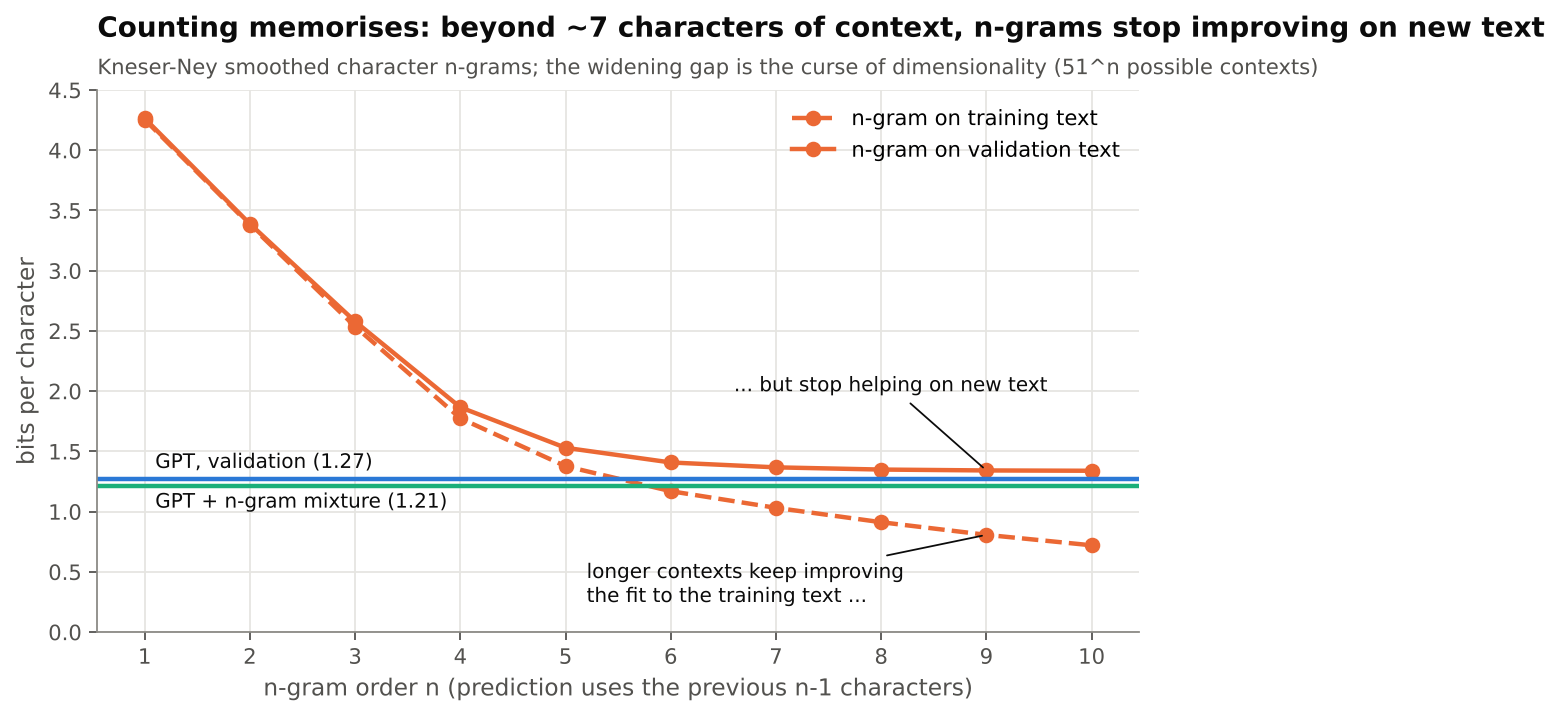 Counting memorises: beyond ~7 characters of context, n-grams stop improving on new text
Kneser-Ney smoothed character n-grams; the widening gap is the curse of dimensionality (51^n possible contexts)
bits per character
4.5
4.0
3.5
3.0
2.5
2.0
1.5
1.0
0.5
0.0
n-gram on training text
n-gram on validation text
... but stop helping on new text
GPT, validation (1.27)
GPT + n-gram mixture (1.21)
longer contexts keep improving
the fit to the training text ...
1 2 3 4 5 6 7 8 9 10
n-gram order n (prediction uses the previous n-1 characters)